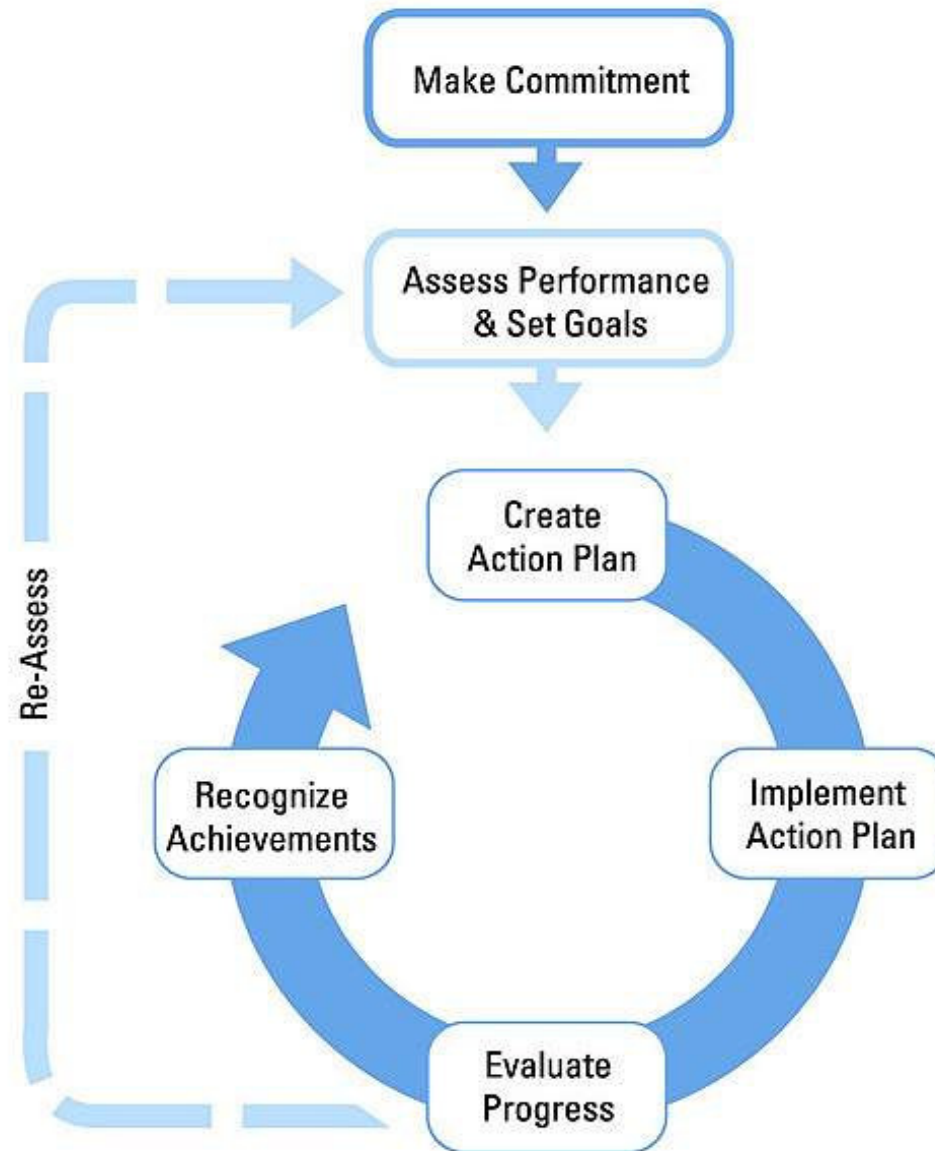 Make Commitment
Assess Performance
& Set Goals
Create
Action Plan
Re-Assess
Recognize
Achievements
Implement
Action Plan
Evaluate
Progress